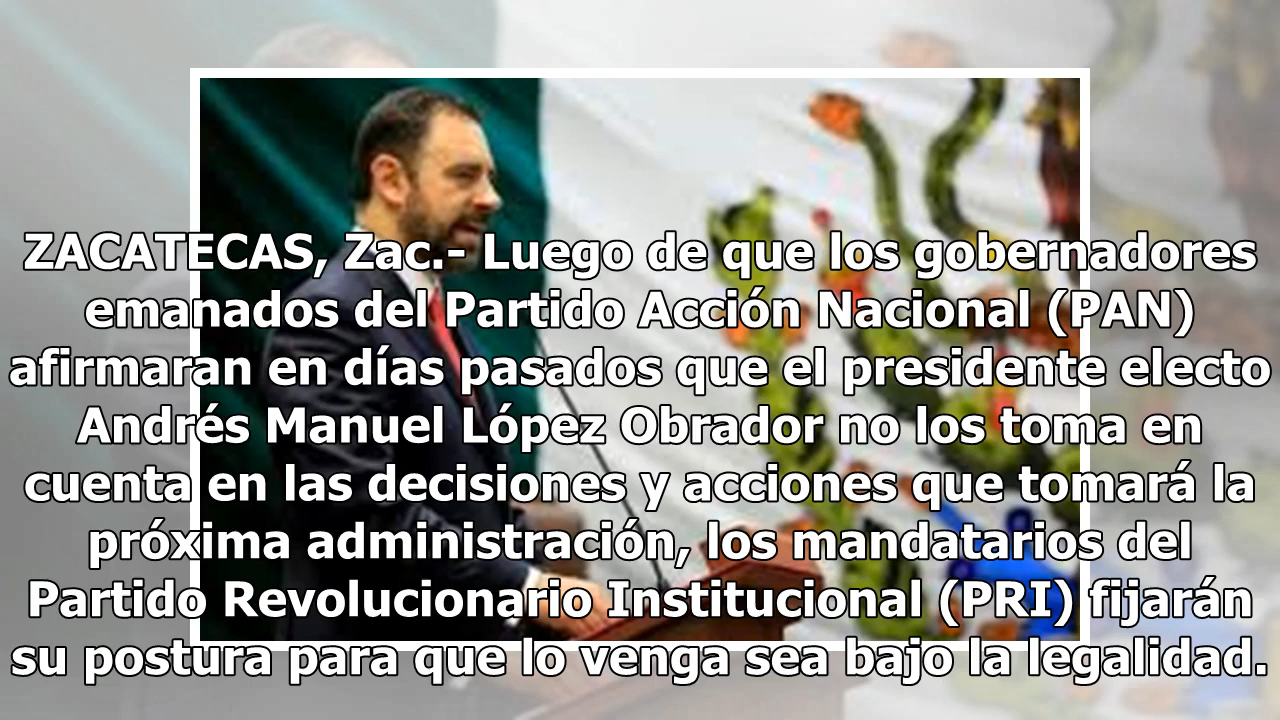 ZACATECAS, Zac.- Luego de que los gobernadores
emanados del Partido Acción Nacional (PAN)
afirmaran en días pasados que el presidente electo
Andrés Manuel López Obrador no los toma en
cuenta en las decisiones y acciones que tomará la
próxima administración, los mandatarios del
Partido Revolucionario Institucional (PRI) fijarán
su postura para que lo venga sea bajo la legalidad.